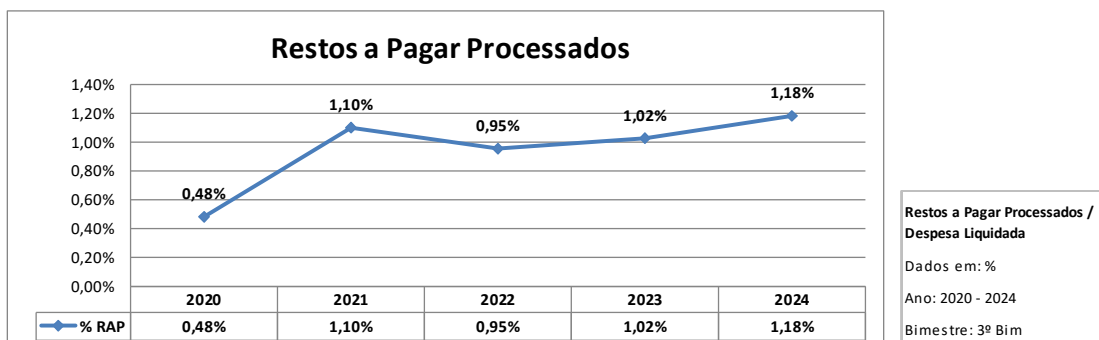 Restos a Pagar Processados
1,40%
1,20%
1,00%
0,80%
0,60%
0,40%
0,20%
0,00%
0,48%
1,10%
0,95%
1,02%
1,18%
2020 2021 2022 2023 2024
% RAP 0,48% 1,10% 0,95% 1,02% 1,18%
Restos a Pagar Processados /
Despesa Liquidada
Dados em: %
Ano: 2020 - 2024
Bimestre: 3º Bim